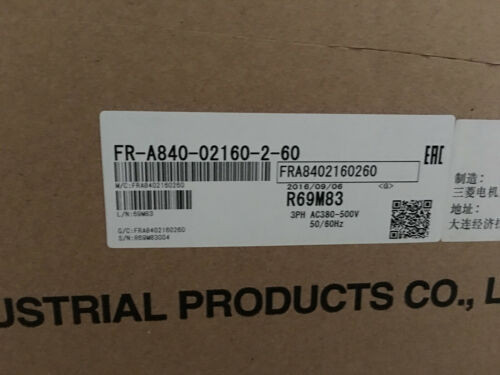 FR-A840-02160-2-60
FRA8402160260
EAC
M/C:FRA8402160260
2016/09/06 <G>
R69M83
L/N:69M83
3PH AC380-500V
50/60Hz
G/C:FRA8402160260
S/N:R69M83004
制造:
三菱电机
地址:
大连经济技
USTRIAL PRODUCTS CO., L